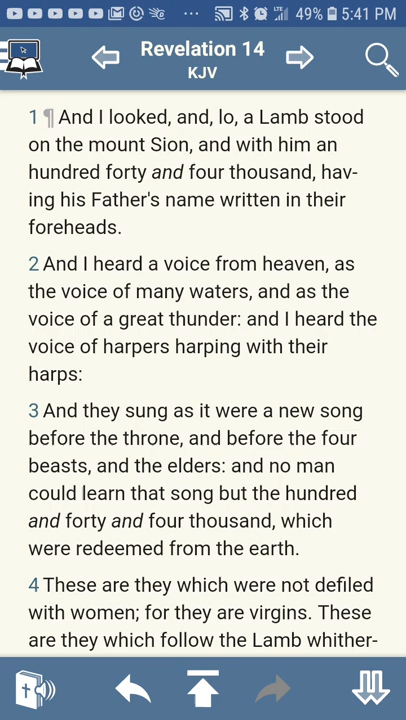 49% 5:41 PM
Revelation 14
KJV
1 ¶ And I looked, and, lo, a Lamb stood
on the mount Sion, and with him an
hundred forty and four thousand, hav-
ing his Father's name written in their
foreheads.
2 And I heard a voice from heaven, as
the voice of many waters, and as the
voice of a great thunder: and I heard the
voice of harpers harping with their
harps:
3 And they sung as it were a new song
before the throne, and before the four
beasts, and the elders: and no man
could learn that song but the hundred
and forty and four thousand, which
were redeemed from the earth.
4 These are they which were not defiled
with women; for they are virgins. These
are they which follow the Lamb whither-